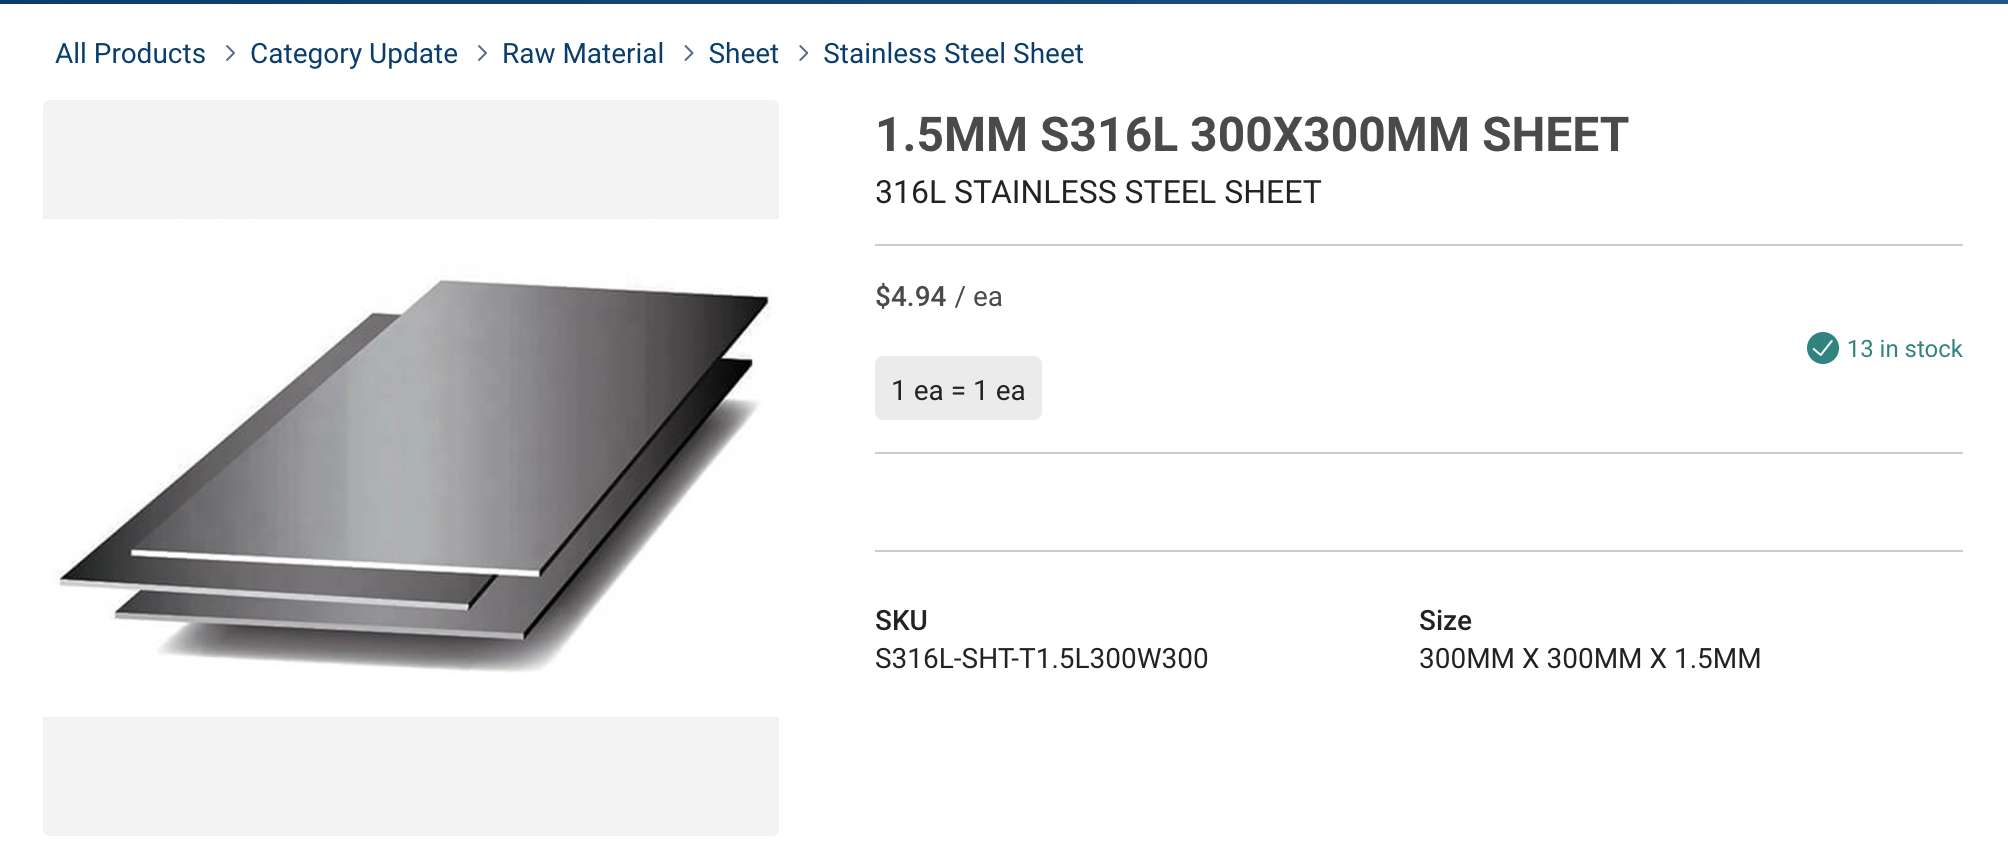 All Products > Category Update > Raw Material > Sheet > Stainless Steel Sheet
1.5MM S316L 300X300MM SHEET
316L STAINLESS STEEL SHEET
$4.94 / ea
13 in stock
1 ea = 1 ea
SKU
S316L-SHT-T1.5L300W300
Size
300MM X 300MM X 1.5MM